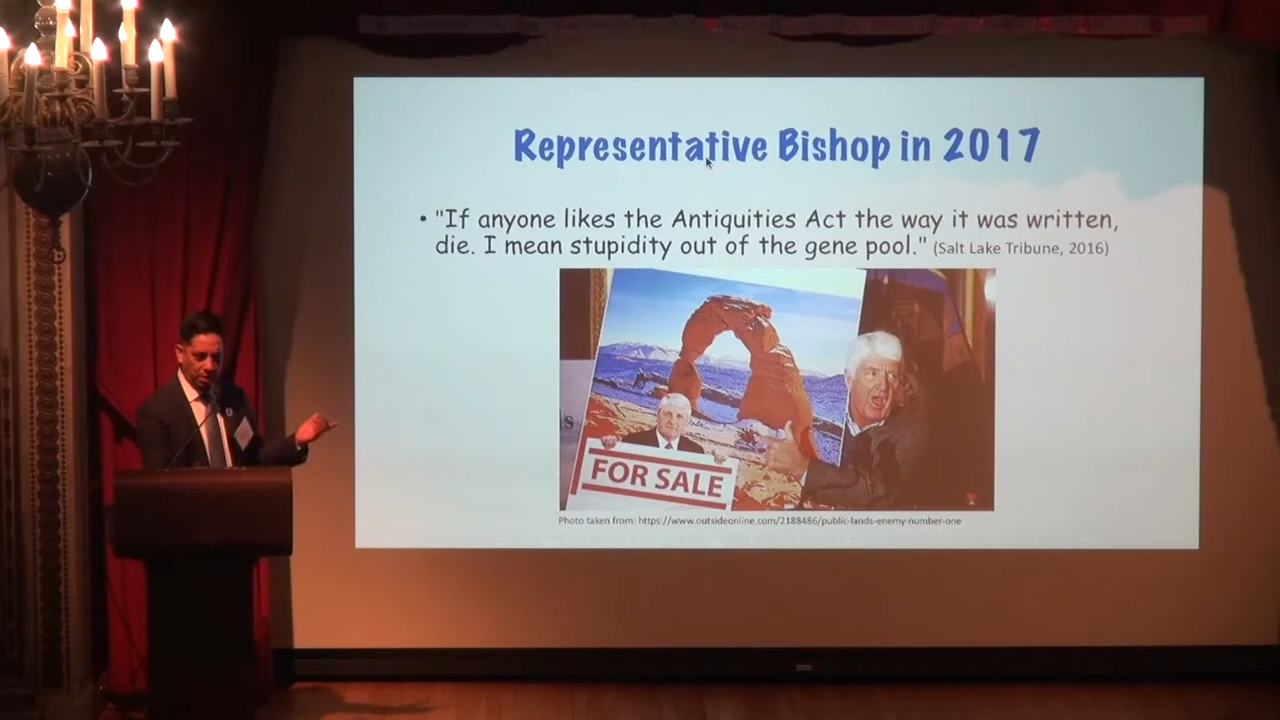 Representative Bishop in 2017
• "If anyone likes the Antiquities Act the way it was written,
die. I mean stupidity out of the gene pool." (Salt Lake Tribune, 2016)
FOR SALE
Photo taken from: https://www.outsideonline.com/2188486/public-lands-enemy-number-one